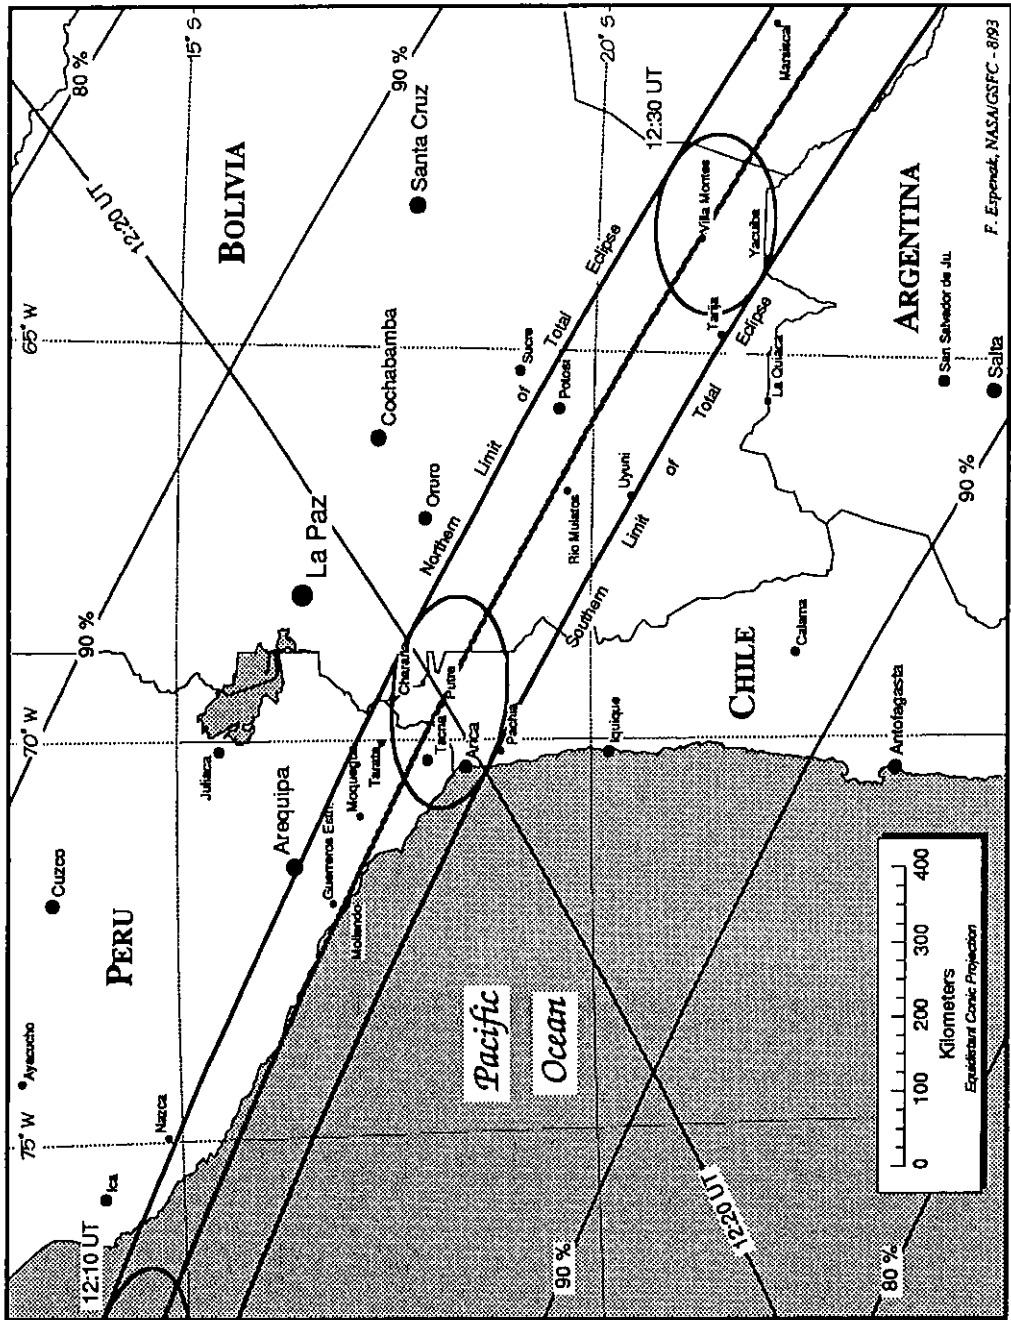 80 %
90 %
15° S
20° S
12:20 UT
12:30 UT
BOLIVIA
Santa Cruz
Mariscal
Villa Montes
Yacuiba
ARGENTINA
F. Espenak, NASA/GSFC - 8/93
65° W
Cochabamba
Sucre
Potosi
Tarija
La Quiaca
San Salvador de Ju.
Salta
Northern Limit of Total Eclipse
Southern Limit of Total Eclipse
Oruro
Rio Mulatos
Uyuni
90 %
La Paz
90 %
Charaña
Putre
Calama
CHILE
70° W
Juliaca
Moquegua
Tarata
Tacna
Arica
Pachia
Iquique
Antofagasta
Arequipa
Cuzco
Mollendo
PERU
Pacific
Ocean
Ayacucho
Nazca
75° W
Ica
12:10 UT
12:20 UT
90 %
80 %
0 100 200 300 400
Kilometers
Equidistant Conic Projection